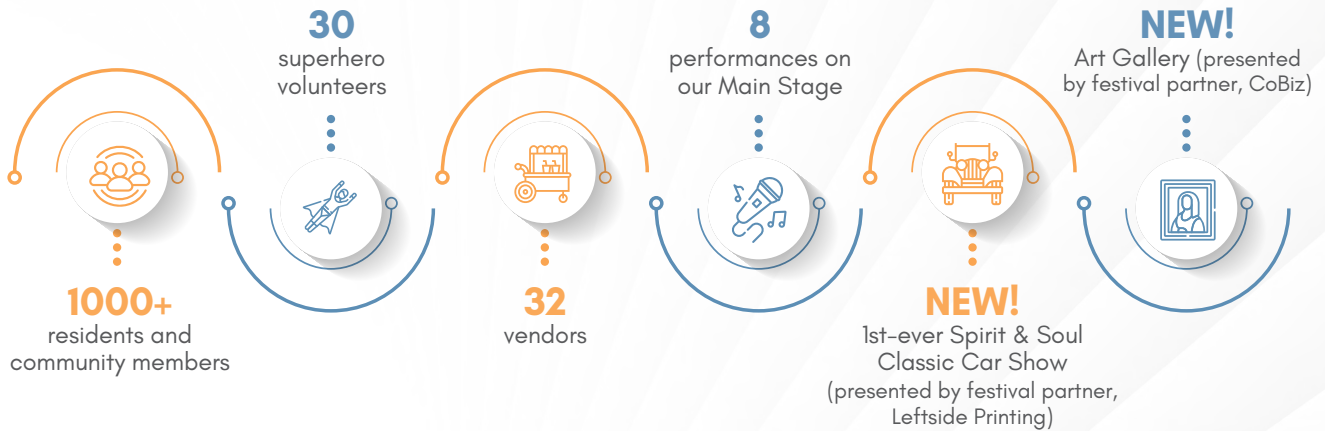 1000+
residents and
community members
30
superhero
volunteers
32
vendors
8
performances on
our Main Stage
NEW!
1st-ever Spirit & Soul
Classic Car Show
(presented by festival partner,
Leftside Printing)
NEW!
Art Gallery (presented
by festival partner, CoBiz)